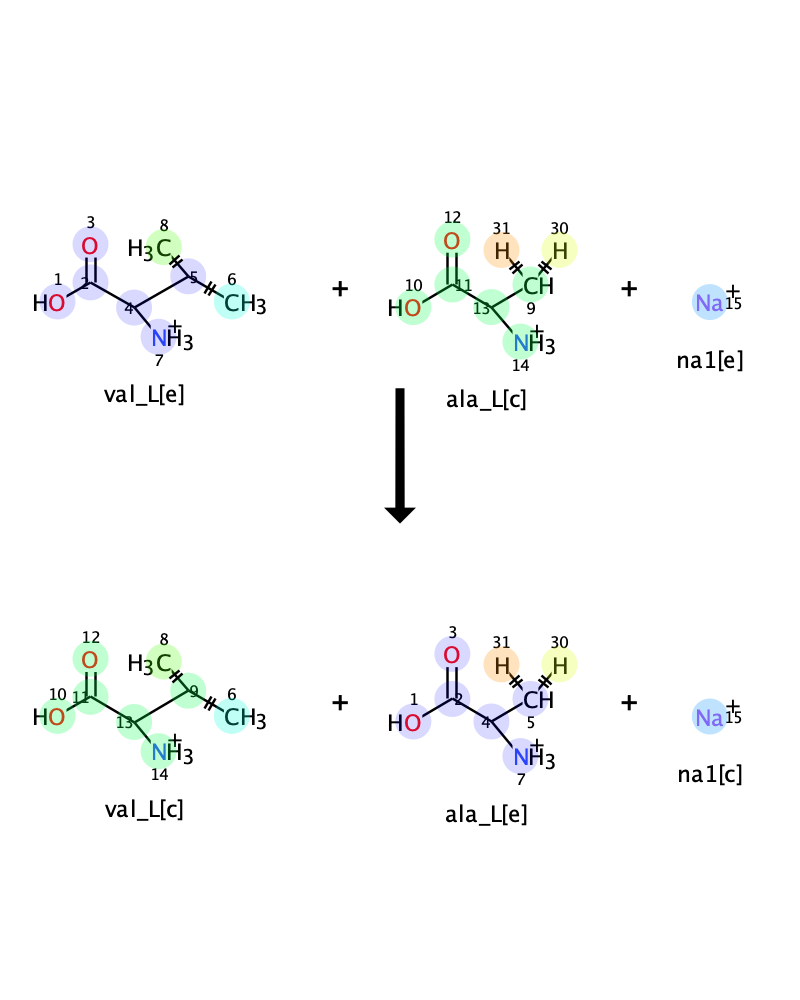 3 8 12 31 30
O H₃C O H H
1 2 5 6 10 11 CH 9 + Na 15 +
HO 4 CH₃ + HO 13 +
NH₃ + NH₃ +
7 14
val_L[e] ala_L[c] na1[e]
12 8 3 31 30
O H₃C O H H
10 11 9 6 1 2 CH 5 + Na 15 +
HO 13 CH₃ + HO 4 +
NH₃ + NH₃ +
14 7
val_L[c] ala_L[e] na1[c]